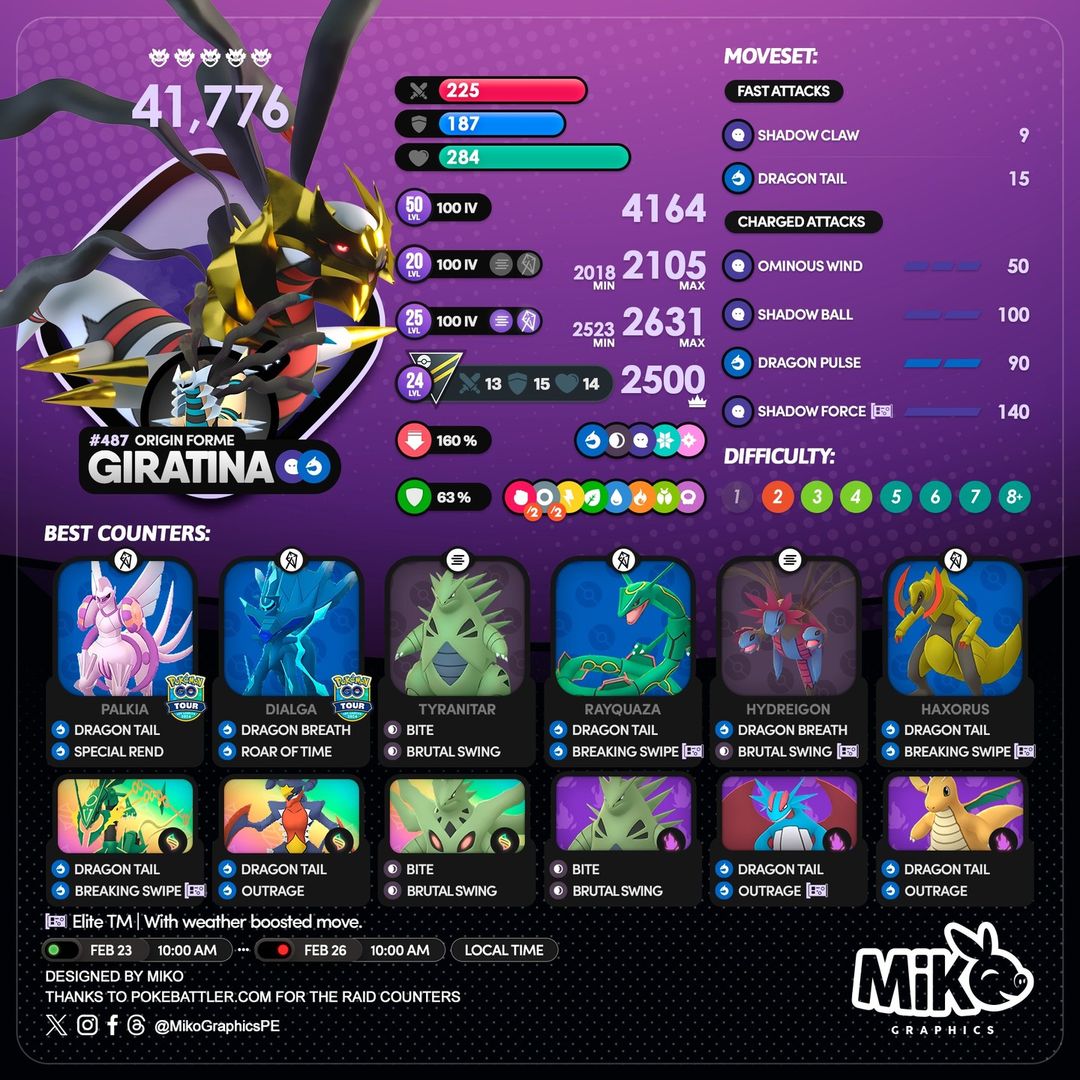 41,776
225
187
284
50 LVL 100 IV 4164
20 LVL 100 IV 2018 MIN 2105 MAX
25 LVL 100 IV 2523 MIN 2631 MAX
24 LVL 13 15 14 2500
160 %
63 %
/2 /2
#487 ORIGIN FORME
GIRATINA
MOVESET:
FAST ATTACKS
SHADOW CLAW 9
DRAGON TAIL 15
CHARGED ATTACKS
OMINOUS WIND 50
SHADOW BALL 100
DRAGON PULSE 90
SHADOW FORCE 140
DIFFICULTY:
1 2 3 4 5 6 7 8+
BEST COUNTERS:
POKÉMON GO TOUR
POKÉMON GO TOUR
PALKIA DIALGA TYRANITAR RAYQUAZA HYDREIGON HAXORUS
DRAGON TAIL DRAGON BREATH BITE DRAGON TAIL DRAGON BREATH DRAGON TAIL
SPECIAL REND ROAR OF TIME BRUTAL SWING BREAKING SWIPE BRUTAL SWING BREAKING SWIPE
DRAGON TAIL DRAGON TAIL BITE BITE DRAGON TAIL DRAGON TAIL
BREAKING SWIPE OUTRAGE BRUTAL SWING BRUTAL SWING OUTRAGE OUTRAGE
Elite TM | With weather boosted move.
FEB 23 10:00 AM ••• FEB 26 10:00 AM LOCAL TIME
DESIGNED BY MIKO
THANKS TO POKEBATTLER.COM FOR THE RAID COUNTERS
@MikoGraphicsPE
MiKO
GRAPHICS